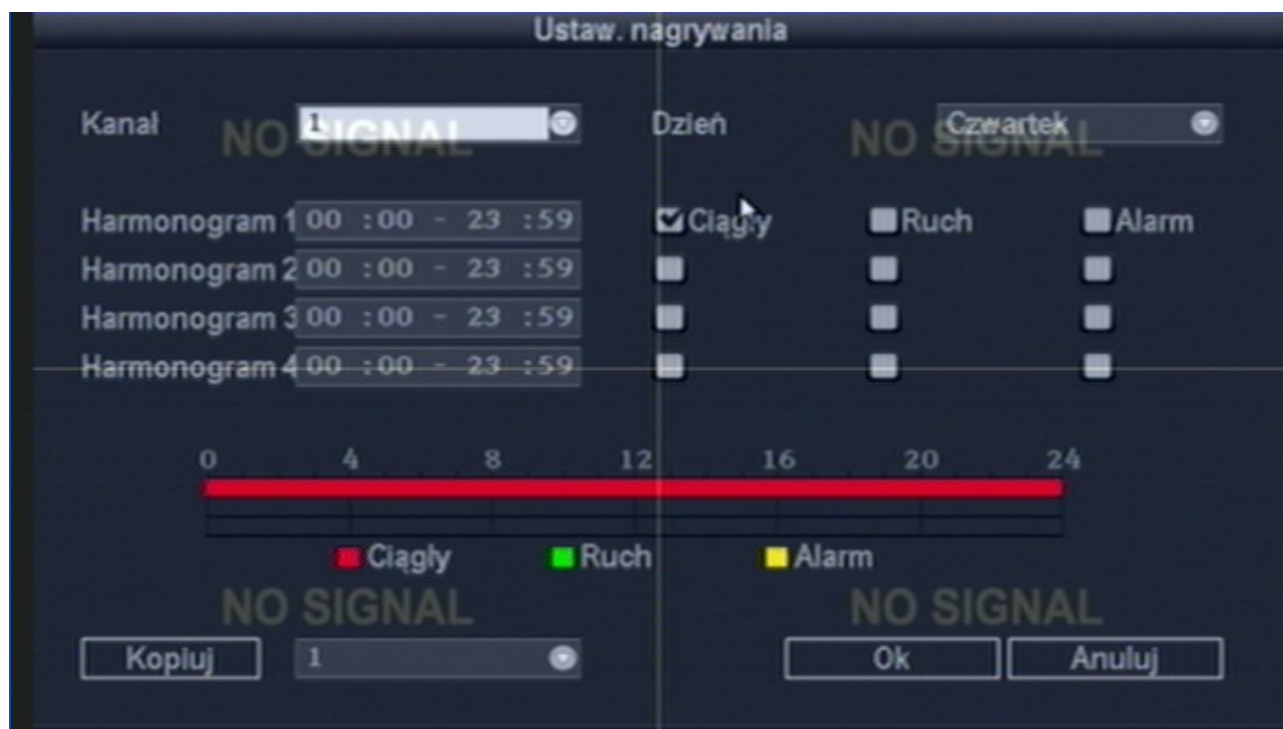 Ustaw. nagrywania
Kanał 1 Dzień Czwartek
NO SIGNAL NO SIGNAL
Harmonogram 1 00 :00 - 23 :59 Ciągły Ruch Alarm
Harmonogram 2 00 :00 - 23 :59
Harmonogram 3 00 :00 - 23 :59
Harmonogram 4 00 :00 - 23 :59
0 4 8 12 16 20 24
Ciągły Ruch Alarm
NO SIGNAL NO SIGNAL
Kopiuj 1 Ok Anuluj